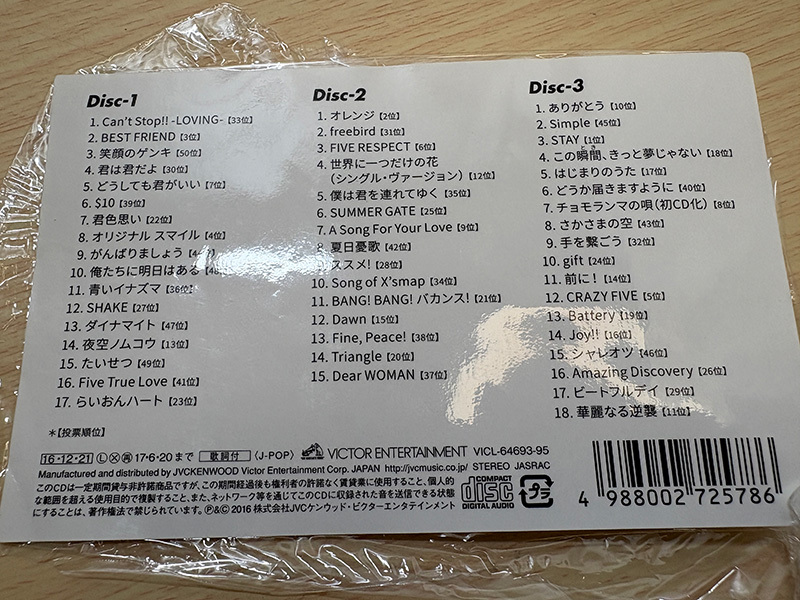 Disc-1
1. Can't Stop!! -LOVING-【33位】
2. BEST FRIEND【3位】
3. 笑顔のゲンキ【50位】
4. 君は君だよ【30位】
5. どうしても君がいい【7位】
6. $10【39位】
7. 君色思い【22位】
8. オリジナル スマイル【4位】
9. がんばりましょう
10. 俺たちに明日はある
11. 青いイナズマ【36位】
12. SHAKE【27位】
13. ダイナマイト【47位】
14. 夜空ノムコウ【13位】
15. たいせつ【49位】
16. Five True Love【41位】
17. らいおんハート【23位】
＊【投票順位】
Disc-2
1. オレンジ【2位】
2. freebird【31位】
3. FIVE RESPECT【6位】
4. 世界に一つだけの花
(シングル・ヴァージョン)【12位】
5. 僕は君を連れてゆく【35位】
6. SUMMER GATE【25位】
7. A Song For Your Love【9位】
8. 夏日憂歌【42位】
9. ススメ!【28位】
10. Song of X'smap【34位】
11. BANG! BANG! バカンス!【21位】
12. Dawn【15位】
13. Fine, Peace!【38位】
14. Triangle【20位】
15. Dear WOMAN【37位】
Disc-3
1. ありがとう【10位】
2. Simple【45位】
3. STAY【1位】
4. この瞬間、きっと夢じゃない【18位】
5. はじまりのうた【17位】
6. どうか届きますように【40位】
7. チョモランマの唄(初CD化)【8位】
8. さかさまの空【43位】
9. 手を繋ごう【32位】
10. gift【24位】
11. 前に!【14位】
12. CRAZY FIVE【5位】
13. Battery【19位】
14. Joy!!【16位】
15. シャレオツ【46位】
16. Amazing Discovery【26位】
17. ビートフルデイ【29位】
18. 華麗なる逆襲【11位】
16・12・21 Ⓛ Ⓧ ㊢ 17・6・20まで 歌詞付 〈J-POP〉 VICTOR ENTERTAINMENT VICL-64693-95
Manufactured and distributed by JVCKENWOOD Victor Entertainment Corp. JAPAN http://jvcmusic.co.jp/ STEREO JASRAC
このCDは一定期間貸与非許諾商品ですが、この期間経過後も権利者の許諾なく賃貸業に使用すること、個人的
な範囲を超える使用目的で複製すること、また、ネットワーク等を通じてこのCDに収録された音を送信できる状態
にすることは、著作権法で禁じられています。Ⓟ&© 2016 株式会社JVCケンウッド・ビクターエンタテインメント
COMPACT
disc
DIGITAL AUDIO
プラ
4 988002 725786